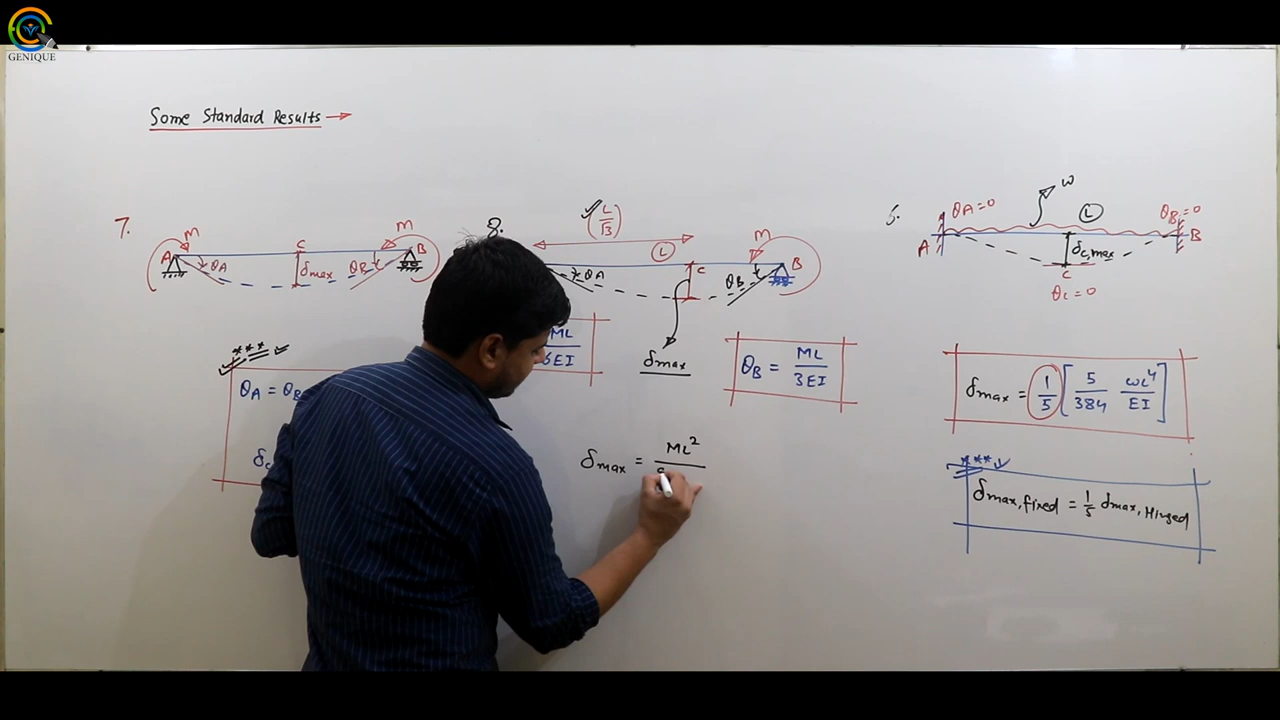 GENIQUE
Some Standard Results →
7.
M
M
A
B
C
θA
θB
δmax
***
θA = θB
δc
8.
(L/√3)
L
M
θA
θB
C
B
δmax
ML/6EI
θB = ML/3EI
δmax = ML²
6.
w
θA=0
L
θB=0
A
B
δc,max
C
θc=0
δmax = 1/5 [5/384 wL⁴/EI]
***
δmax, fixed = 1/5 δmax, Hinged